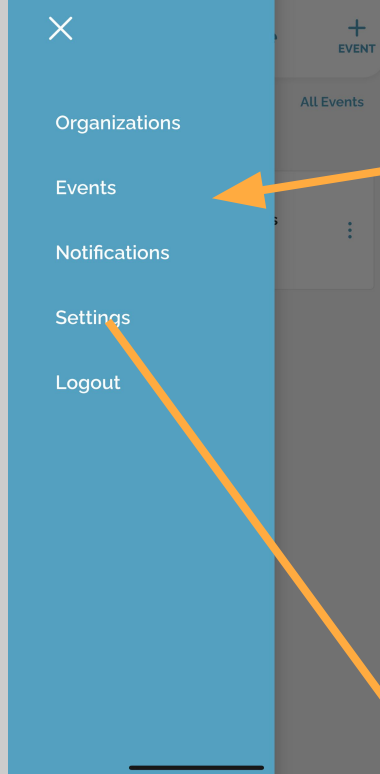 EVENT
All Events
Organizations
Events
Notifications
Settings
Logout